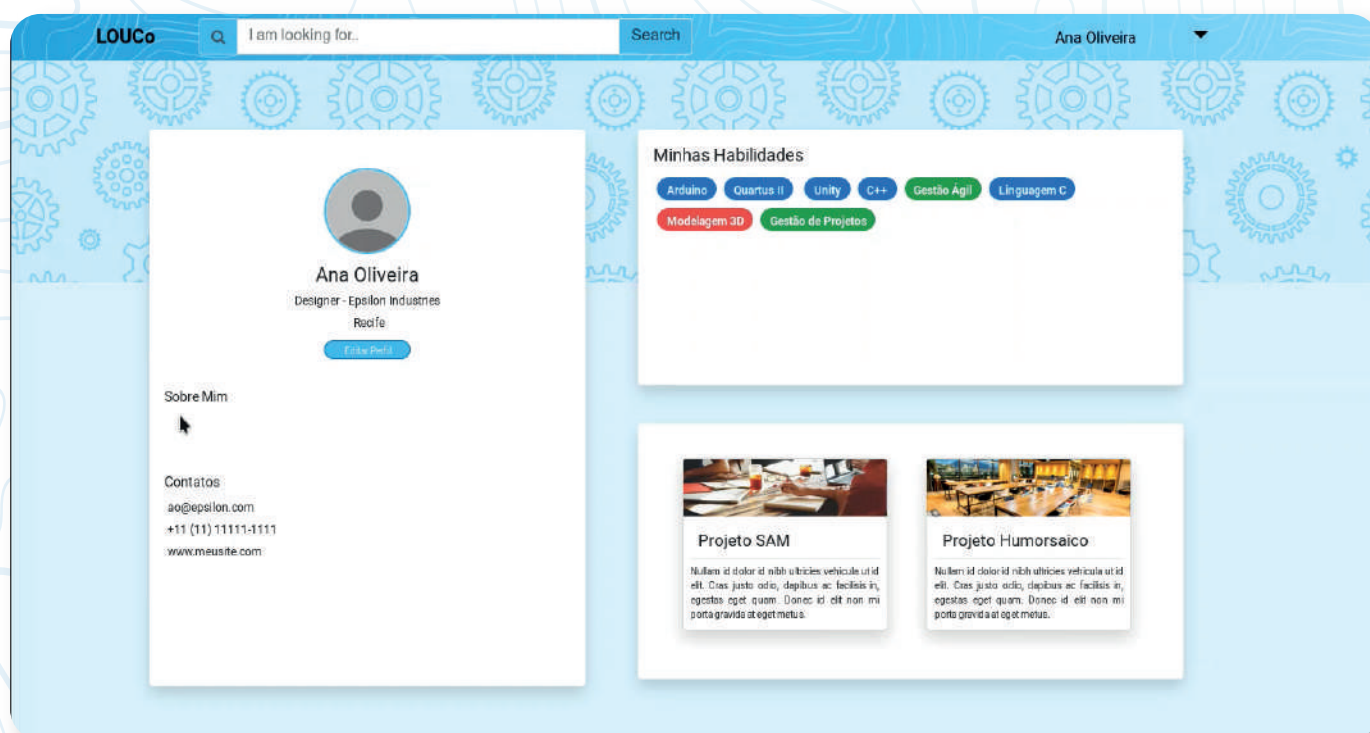 LOUCo
I am looking for..
Search
Ana Oliveira
Ana Oliveira
Designer - Epsilon Industries
Recife
Editar Perfil
Sobre Mim
Contatos
ao@epsilon.com
+11 (11) 11111-1111
www.meusite.com
Minhas Habilidades
Arduino Quartus II Unity C++ Gestão Ágil Linguagem C
Modelagem 3D Gestão de Projetos
Projeto SAM
Nullam id dolor id nibh ultricies vehicula ut id
elit. Cras justo odio, dapibus ac facilisis in,
egestas eget quam. Donec id elit non mi
porta gravida at eget metus.
Projeto Humorsaico
Nullam id dolor id nibh ultricies vehicula ut id
elit. Cras justo odio, dapibus ac facilisis in,
egestas eget quam. Donec id elit non mi
porta gravida at eget metus.